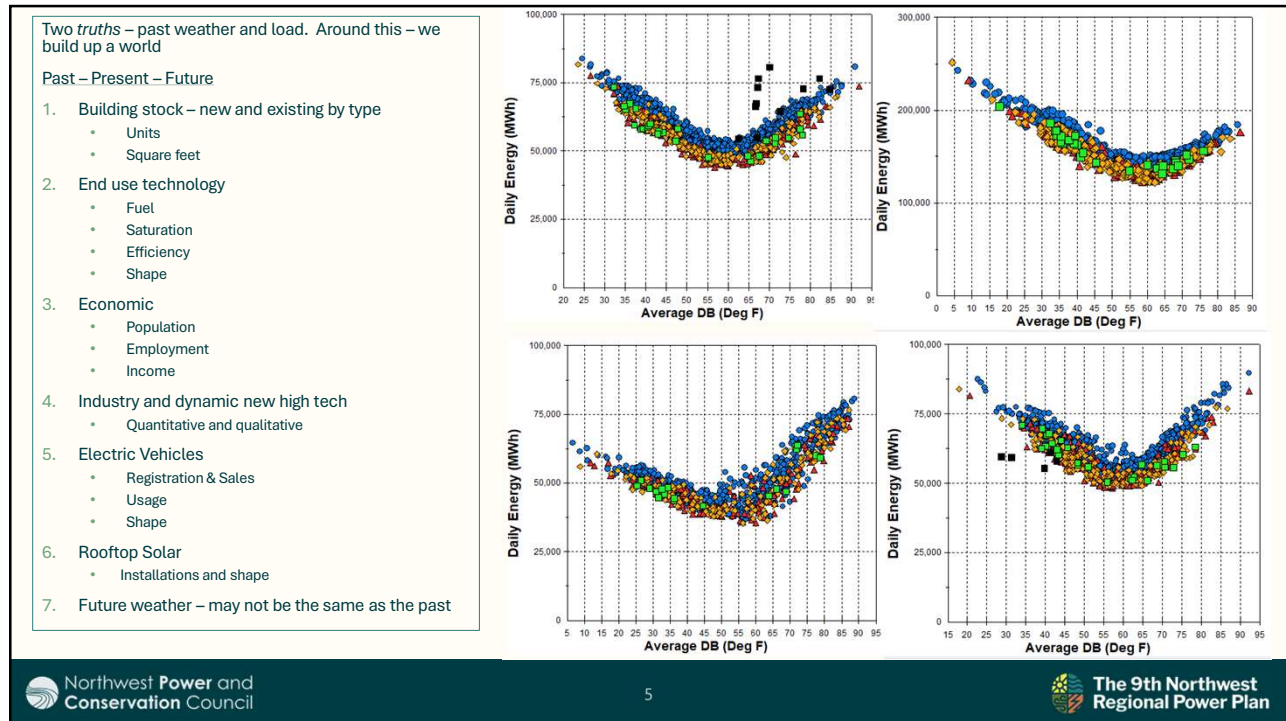 Two truths – past weather and load. Around this – we
build up a world
Past – Present – Future
1. Building stock – new and existing by type
• Units
• Square feet
2. End use technology
• Fuel
• Saturation
• Efficiency
• Shape
3. Economic
• Population
• Employment
• Income
4. Industry and dynamic new high tech
• Quantitative and qualitative
5. Electric Vehicles
• Registration & Sales
• Usage
• Shape
6. Rooftop Solar
• Installations and shape
7. Future weather – may not be the same as the past
Daily Energy (MWh)
100,000
75,000
50,000
25,000
0
20 25 30 35 40 45 50 55 60 65 70 75 80 85 90 95
Average DB (Deg F)
Daily Energy (MWh)
300,000
200,000
100,000
0
0 5 10 15 20 25 30 35 40 45 50 55 60 65 70 75 80 85 90
Average DB (Deg F)
Daily Energy (MWh)
100,000
75,000
50,000
25,000
0
5 10 15 20 25 30 35 40 45 50 55 60 65 70 75 80 85 90 95
Average DB (Deg F)
Daily Energy (MWh)
100,000
75,000
50,000
25,000
0
15 20 25 30 35 40 45 50 55 60 65 70 75 80 85 90 95
Average DB (Deg F)
Northwest Power and
Conservation Council
5
The 9th Northwest
Regional Power Plan